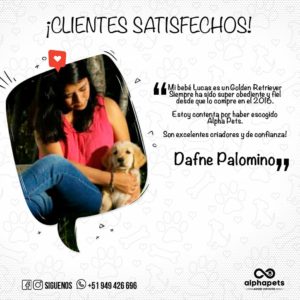 ¡CLIENTES SATISFECHOS!
Mi bebé Lucas es un Golden Retriever
Siempre ha sido super obediente y fiel
desde que lo compre en el 2018.
Estoy contenta por haber escogido
Alpha Pets.
Son excelentes criadores y de confianza!
Dafne Palomino
SIGUENOS
+51 949 426 696
alphapets